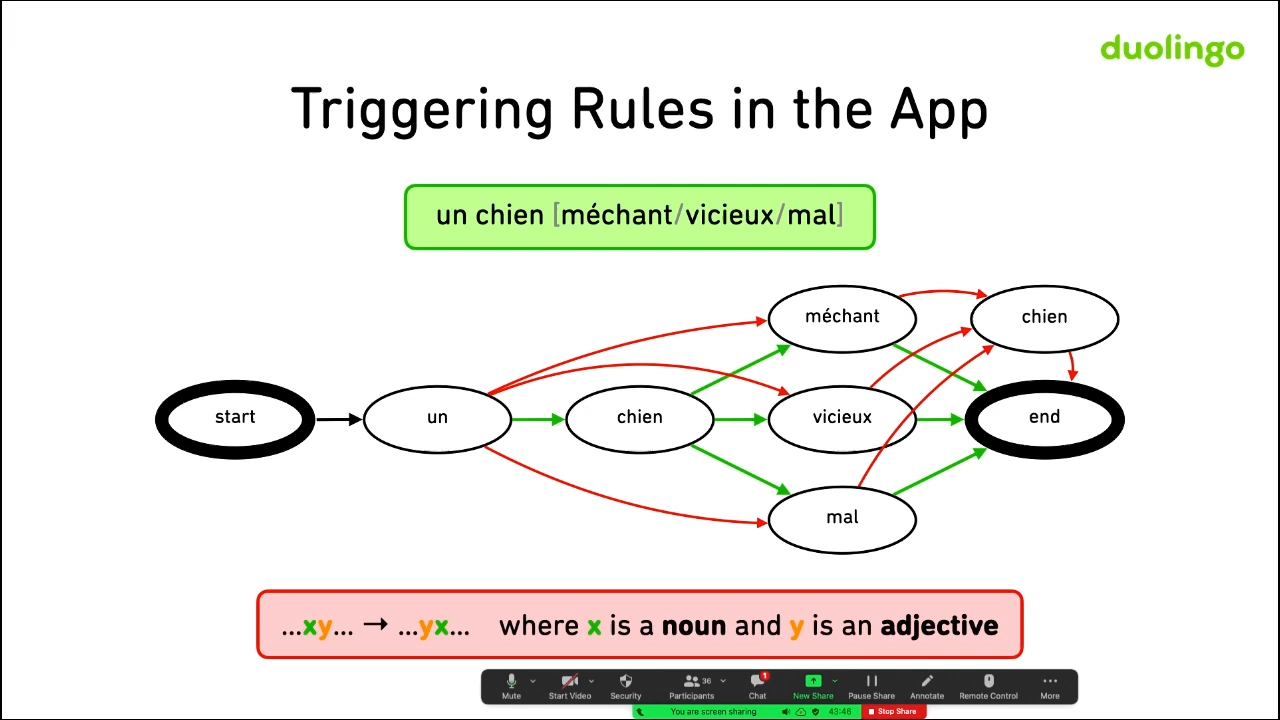 duolingo
Triggering Rules in the App
un chien [méchant/vicieux/mal]
méchant
chien
start
un
chien
vicieux
end
mal
...xy... → ...yx... where x is a noun and y is an adjective
36
1
Mute
Start Video
Security
Participants
Chat
New Share
Pause Share
Annotate
Remote Control
More
You are screen sharing
43:46
Stop Share